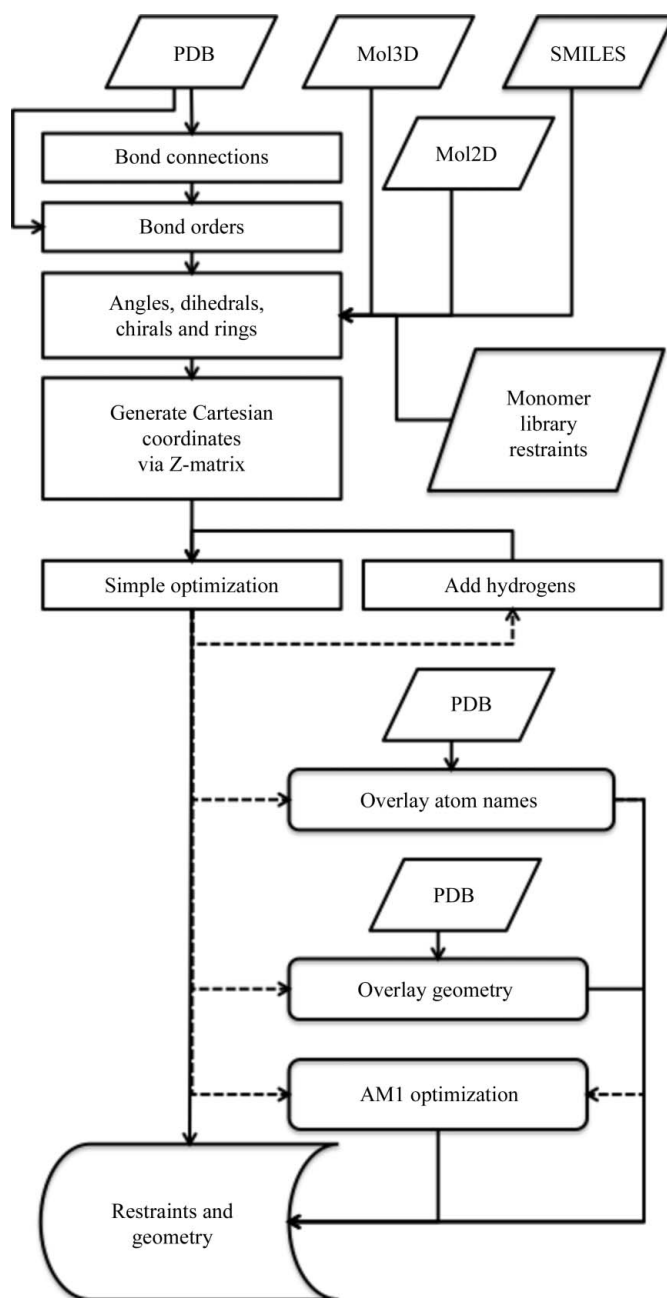 PDB
Mol3D
SMILES
Mol2D
Bond connections
Bond orders
Angles, dihedrals,
chirals and rings
Generate Cartesian
coordinates
via Z-matrix
Monomer
library
restraints
Simple optimization
Add hydrogens
PDB
Overlay atom names
PDB
Overlay geometry
AM1 optimization
Restraints and
geometry